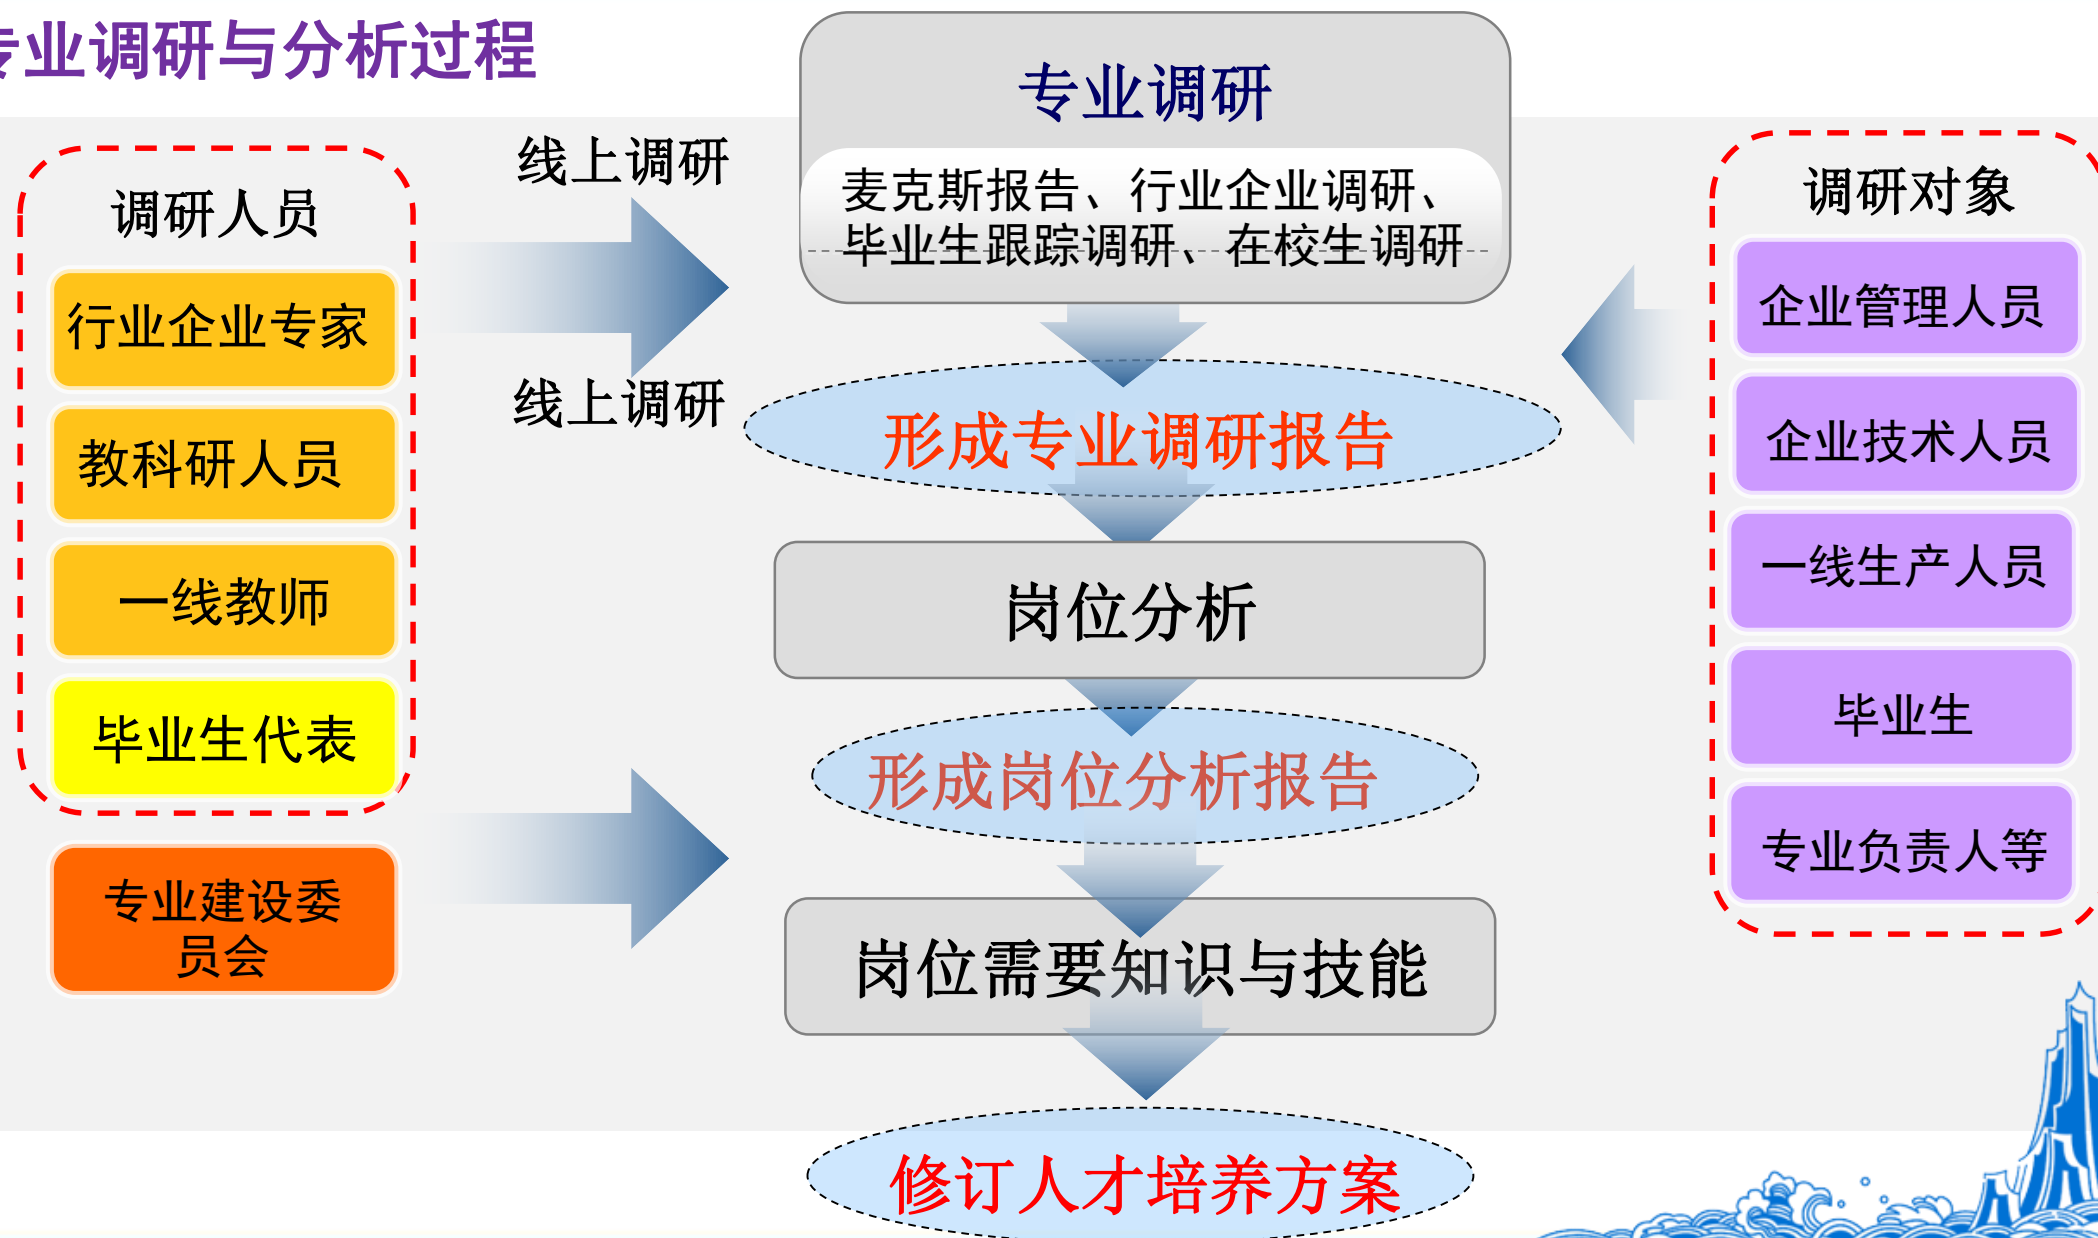 专业调研与分析过程
调研人员
行业企业专家
教科研人员
一线教师
毕业生代表
专业建设委
员会
线上调研
线上调研
专业调研
麦克斯报告、行业企业调研、
毕业生跟踪调研、在校生调研
形成专业调研报告
岗位分析
形成岗位分析报告
岗位需要知识与技能
修订人才培养方案
调研对象
企业管理人员
企业技术人员
一线生产人员
毕业生
专业负责人等